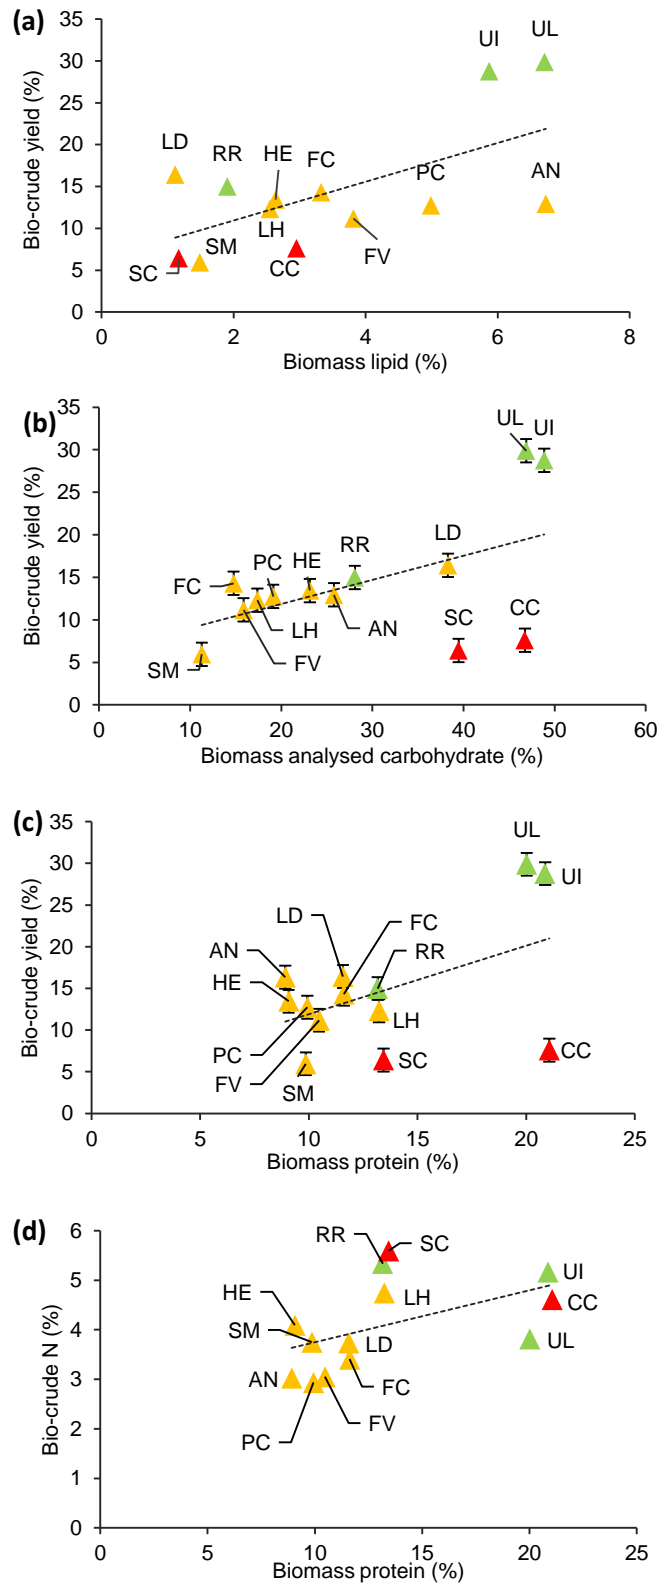 (a)
Bio-crude yield (%)
35
30
25
20
15
10
5
0
UI
UL
LD
RR
HE
FC
PC
AN
LH
FV
SC
SM
CC
0 2 4 6 8
Biomass lipid (%)
(b)
Bio-crude yield (%)
35
30
25
20
15
10
5
0
UL
UI
LD
RR
HE
PC
FC
AN
LH
FV
SM
SC
CC
0 10 20 30 40 50 60
Biomass analysed carbohydrate (%)
(c)
Bio-crude yield (%)
35
30
25
20
15
10
5
0
UL
UI
LD
FC
AN
RR
HE
LH
PC
FV
SM
SC
CC
0 5 10 15 20 25
Biomass protein (%)
(d)
Bio-crude N (%)
6
5
4
3
2
1
0
RR
SC
UI
HE
LH
CC
SM
LD
UL
AN
FC
FV
PC
0 5 10 15 20 25
Biomass protein (%)